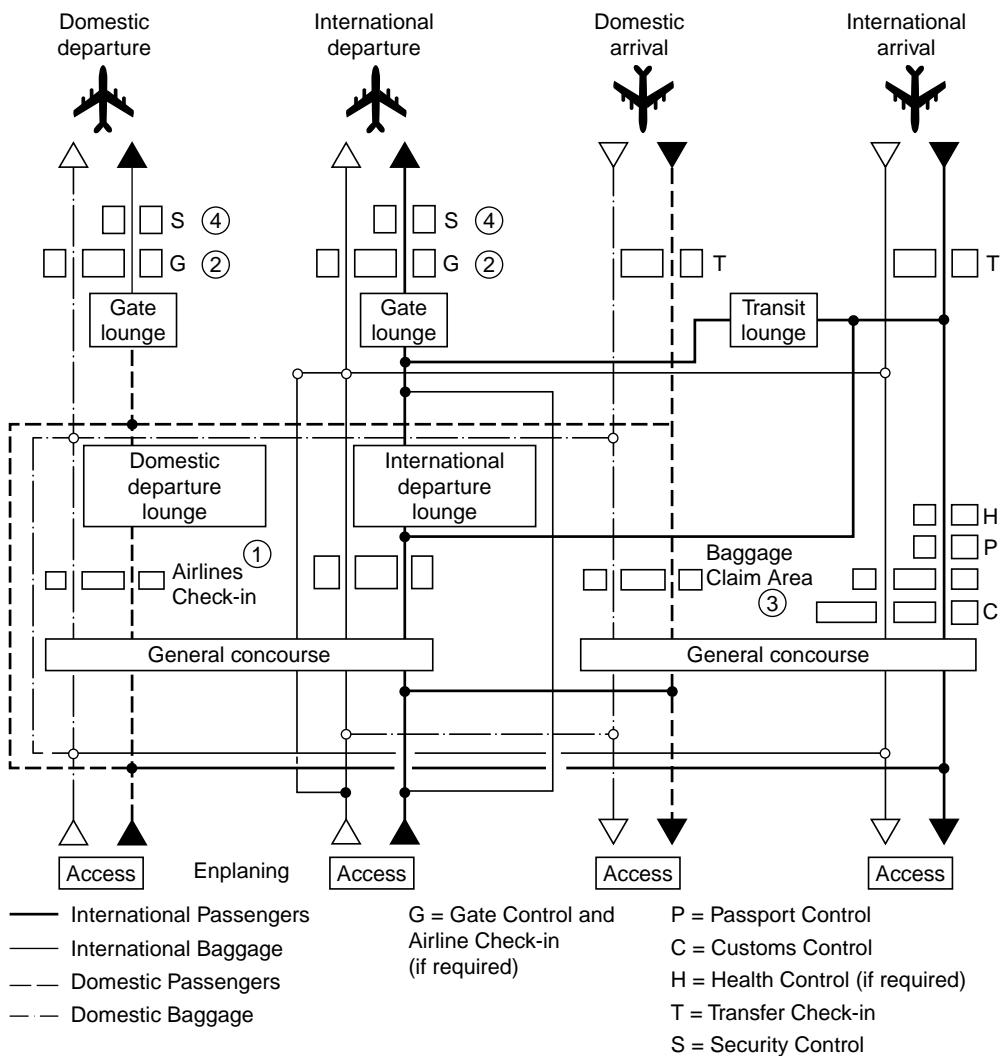 Domestic
departure
International
departure
Domestic
arrival
International
arrival
S 4
G 2
S 4
G 2
T
T
Gate
lounge
Gate
lounge
Transit
lounge
Domestic
departure
lounge
International
departure
lounge
H
P
1
Airlines
Check-in
Baggage
Claim Area
3
C
General concourse
General concourse
Access
Enplaning
Access
Access
Access
International Passengers
International Baggage
Domestic Passengers
Domestic Baggage
G = Gate Control and
Airline Check-in
(if required)
P = Passport Control
C = Customs Control
H = Health Control (if required)
T = Transfer Check-in
S = Security Control